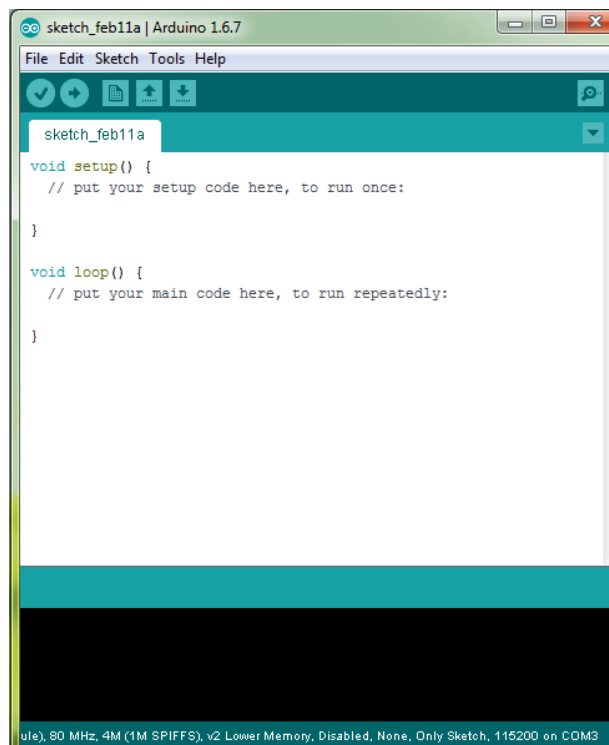 sketch_feb11a | Arduino 1.6.7
File Edit Sketch Tools Help
sketch_feb11a
void setup() {
  // put your setup code here, to run once:
}
void loop() {
  // put your main code here, to run repeatedly:
}
ule), 80 MHz, 4M (1M SPIFFS), v2 Lower Memory, Disabled, None, Only Sketch, 115200 on COM3